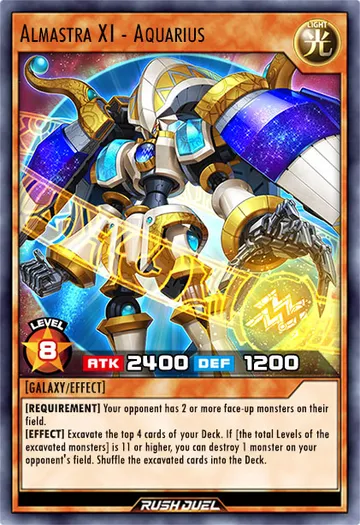 Almastra XI - Aquarius
LIGHT
光
LEVEL
8
ATK 2400 DEF 1200
[GALAXY/EFFECT]
[REQUIREMENT] Your opponent has 2 or more face-up monsters on their
field.
[EFFECT] Excavate the top 4 cards of your Deck. If [the total Levels of the
excavated monsters] is 11 or higher, you can destroy 1 monster on your
opponent's field. Shuffle the excavated cards into the Deck.
RUSH DUEL